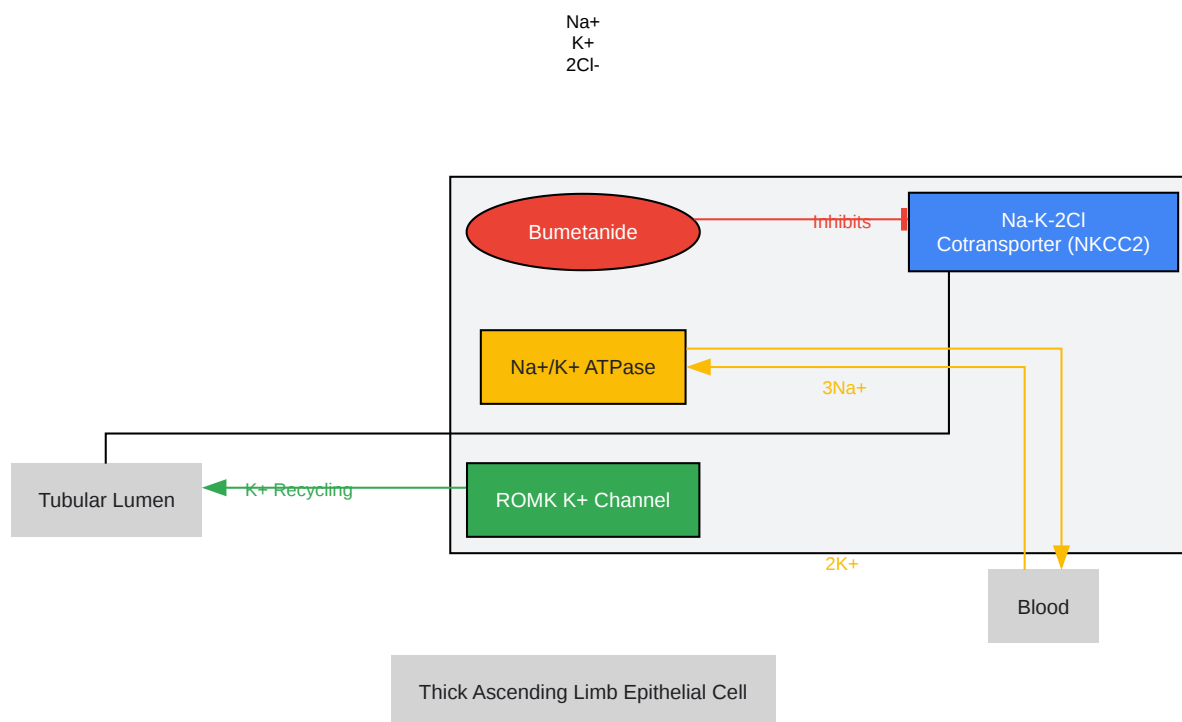 Na+
K+
2Cl-
Bumetanide
Inhibits
Na-K-2Cl
Cotransporter (NKCC2)
Na+/K+ ATPase
3Na+
Tubular Lumen
K+ Recycling
ROMK K+ Channel
2K+
Blood
Thick Ascending Limb Epithelial Cell